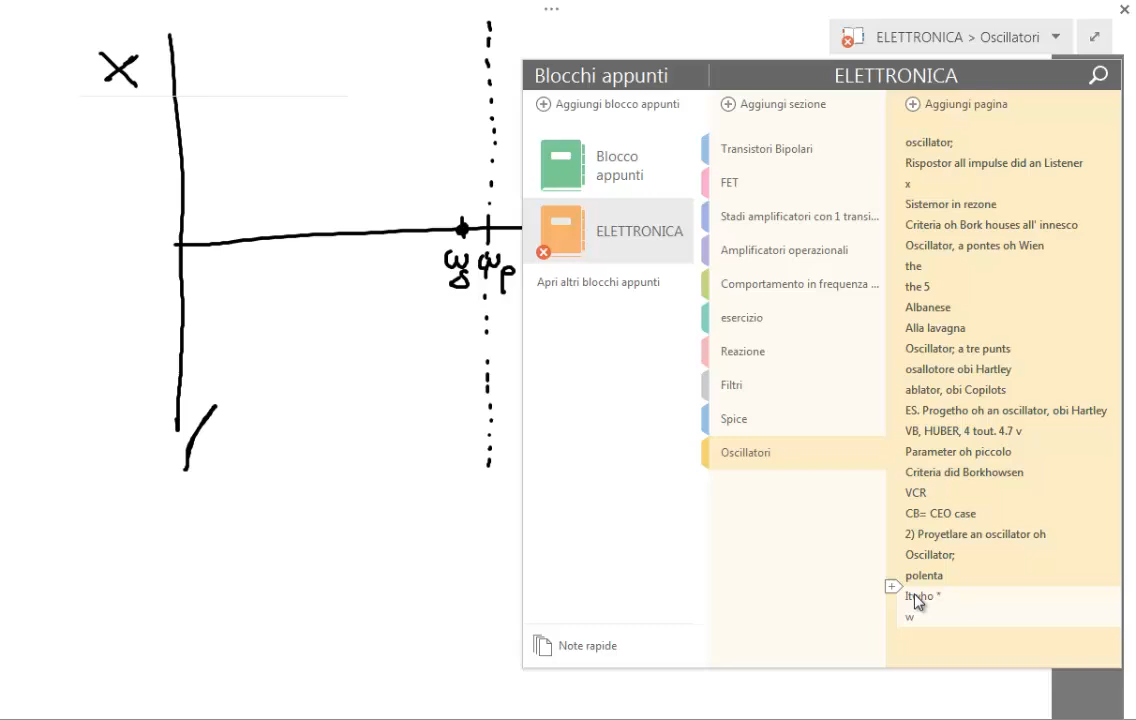 X
ω s ω p
ELETTRONICA > Oscillatori
Blocchi appunti
ELETTRONICA
Aggiungi blocco appunti
Blocco
appunti
ELETTRONICA
Apri altri blocchi appunti
Note rapide
Aggiungi sezione
Transistori Bipolari
FET
Stadi amplificatori con 1 transi...
Amplificatori operazionali
Comportamento in frequenza ...
esercizio
Reazione
Filtri
Spice
Oscillatori
Aggiungi pagina
oscillator;
Rispostor all impulse did an Listener
x
Sistemor in rezone
Criteria oh Bork houses all' innesco
Oscillator, a pontes oh Wien
the
the 5
Albanese
Alla lavagna
Oscillator; a tre punts
osallotore obi Hartley
ablator, obi Copilots
ES. Progetho oh an oscillator, obi Hartley
VB, HUBER, 4 tout. 4.7 v
Parameter oh piccolo
Criteria did Borkhowsen
VCR
CB= CEO case
2) Proyetlare an oscillator oh
Oscillator;
polenta
w